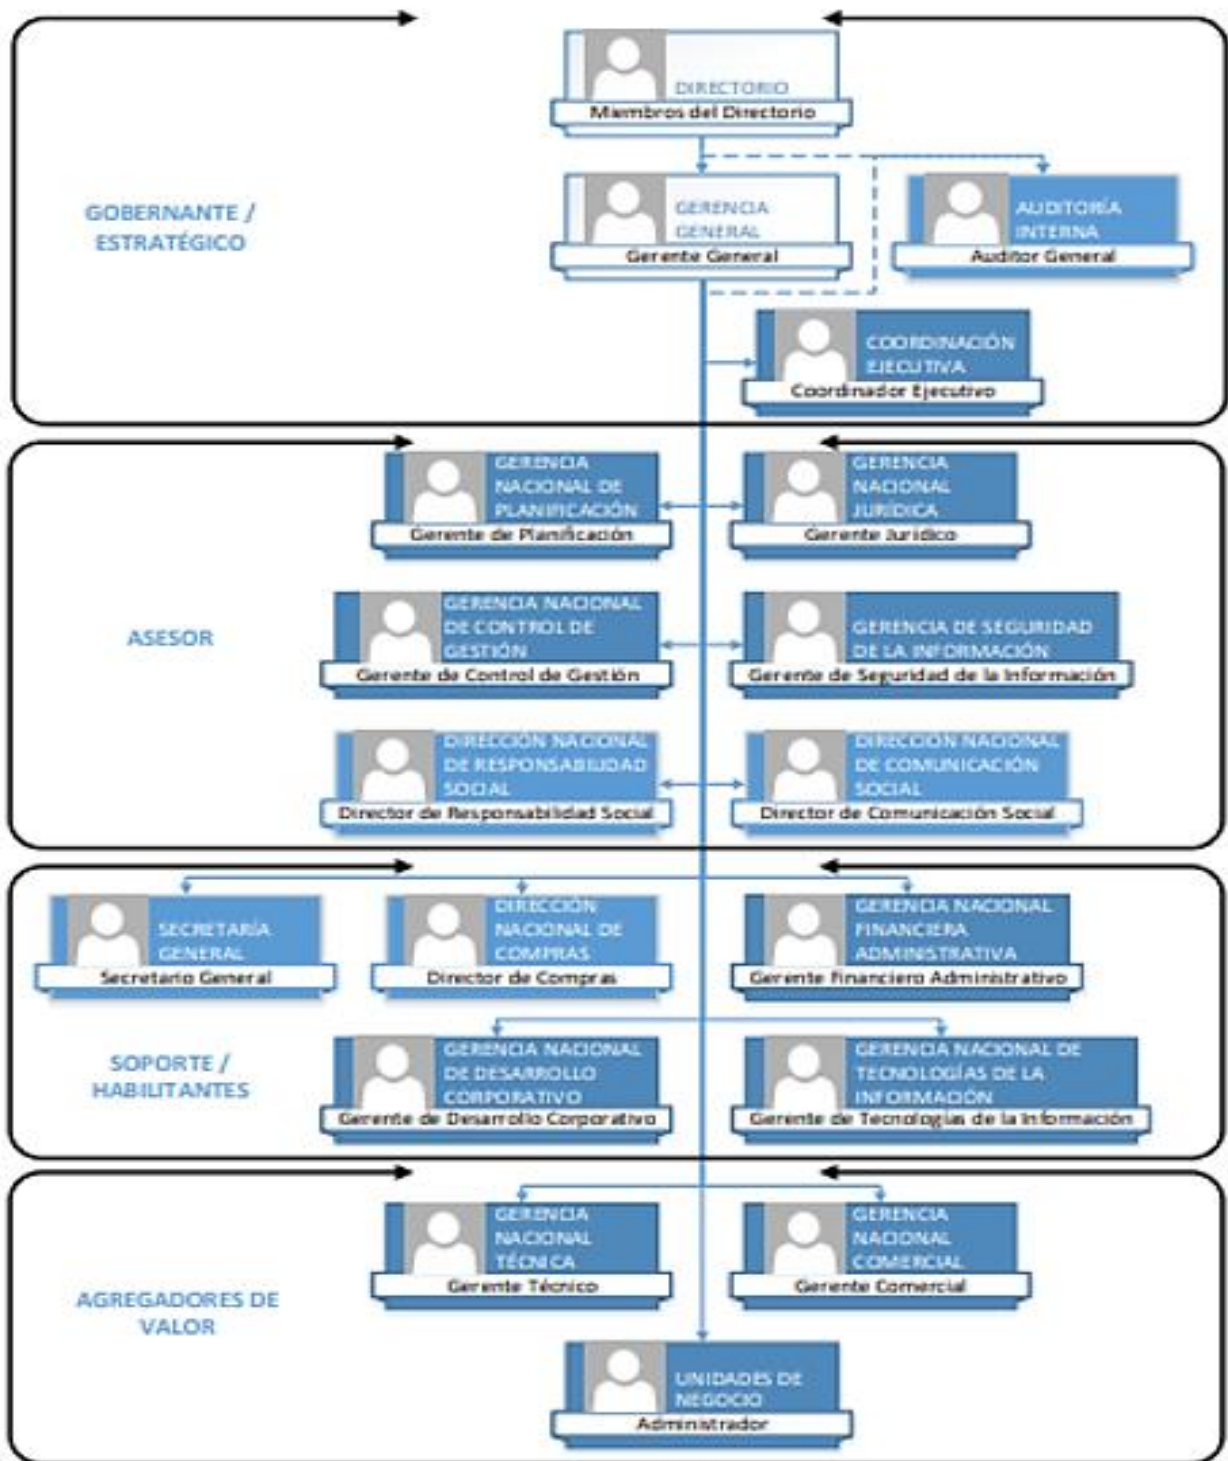 DIRECTORIO
Miembros del Directorio
GOBERNANTE /
ESTRATÉGICO
GERENCIA
GENERAL
Gerente General
AUDITORÍA
INTERNA
Auditor General
COORDINACIÓN
EJECUTIVA
Coordinador Ejecutivo
ASESOR
GERENCIA
NACIONAL DE
PLANIFICACIÓN
Gerente de Planificación
GERENCIA
NACIONAL
JURÍDICA
Gerente Jurídico
GERENCIA NACIONAL
DE CONTROL DE
GESTIÓN
Gerente de Control de Gestión
GERENCIA DE SEGURIDAD
DE LA INFORMACIÓN
Gerente de Seguridad de la Información
DIRECCIÓN NACIONAL
DE RESPONSABILIDAD
SOCIAL
Director de Responsabilidad Social
DIRECCIÓN NACIONAL
DE COMUNICACIÓN
SOCIAL
Director de Comunicación Social
SOPORTE /
HABILITANTES
SECRETARÍA
GENERAL
Secretario General
DIRECCIÓN
NACIONAL DE
COMPRAS
Director de Compras
GERENCIA NACIONAL
FINANCIERA
ADMINISTRATIVA
Gerente Financiero Administrativo
GERENCIA NACIONAL
DE DESARROLLO
CORPORATIVO
Gerente de Desarrollo Corporativo
GERENCIA NACIONAL DE
TECNOLOGÍAS DE LA
INFORMACIÓN
Gerente de Tecnologías de la Información
AGREGADORES DE
VALOR
GERENCIA
NACIONAL
TÉCNICA
Gerente Técnico
GERENCIA
NACIONAL
COMERCIAL
Gerente Comercial
UNIDADES DE
NEGOCIO
Administrador